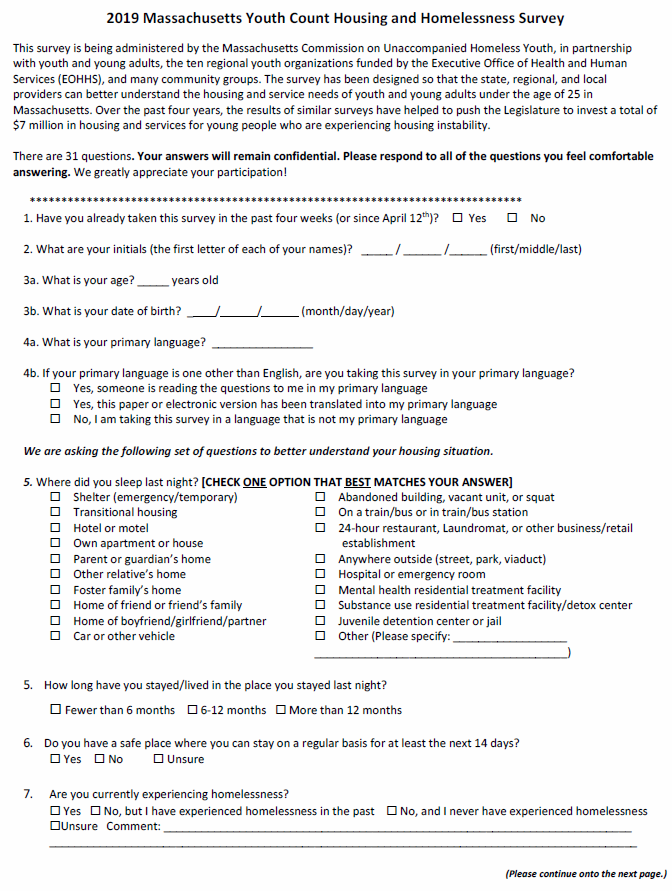 2019 Massachusetts Youth Count Housing and Homelessness Survey
This survey is being administered by the Massachusetts Commission on Unaccompanied Homeless Youth, in partnership
with youth and young adults, the ten regional youth organizations funded by the Executive Office of Health and Human
Services (EOHHS), and many community groups. The survey has been designed so that the state, regional, and local
providers can better understand the housing and service needs of youth and young adults under the age of 25 in
Massachusetts. Over the past four years, the results of similar surveys have helped to push the Legislature to invest a total of
$7 million in housing and services for young people who are experiencing housing instability.
There are 31 questions. Your answers will remain confidential. Please respond to all of the questions you feel comfortable
answering. We greatly appreciate your participation!
******************************************************************************
1. Have you already taken this survey in the past four weeks (or since April 12th)? ☐ Yes ☐ No
2. What are your initials (the first letter of each of your names)? _____ / ______ /______ (first/middle/last)
3a. What is your age? _____ years old
3b. What is your date of birth? _____/______/______ (month/day/year)
4a. What is your primary language? ________________
4b. If your primary language is one other than English, are you taking this survey in your primary language?
☐ Yes, someone is reading the questions to me in my primary language
☐ Yes, this paper or electronic version has been translated into my primary language
☐ No, I am taking this survey in a language that is not my primary language
We are asking the following set of questions to better understand your housing situation.
5. Where did you sleep last night? [CHECK ONE OPTION THAT BEST MATCHES YOUR ANSWER]
☐ Shelter (emergency/temporary)
☐ Transitional housing
☐ Hotel or motel
☐ Own apartment or house
☐ Parent or guardian's home
☐ Other relative's home
☐ Foster family's home
☐ Home of friend or friend's family
☐ Home of boyfriend/girlfriend/partner
☐ Car or other vehicle
☐ Abandoned building, vacant unit, or squat
☐ On a train/bus or in train/bus station
☐ 24-hour restaurant, Laundromat, or other business/retail
establishment
☐ Anywhere outside (street, park, viaduct)
☐ Hospital or emergency room
☐ Mental health residential treatment facility
☐ Substance use residential treatment facility/detox center
☐ Juvenile detention center or jail
☐ Other (Please specify: __________________
________________________________________)
5. How long have you stayed/lived in the place you stayed last night?
☐ Fewer than 6 months ☐ 6-12 months ☐ More than 12 months
6. Do you have a safe place where you can stay on a regular basis for at least the next 14 days?
☐ Yes ☐ No ☐ Unsure
7. Are you currently experiencing homelessness?
☐ Yes ☐ No, but I have experienced homelessness in the past ☐ No, and I never have experienced homelessness
☐Unsure Comment: ___________________________________________________________________________
______________________________________________________________________________________________
(Please continue onto the next page.)